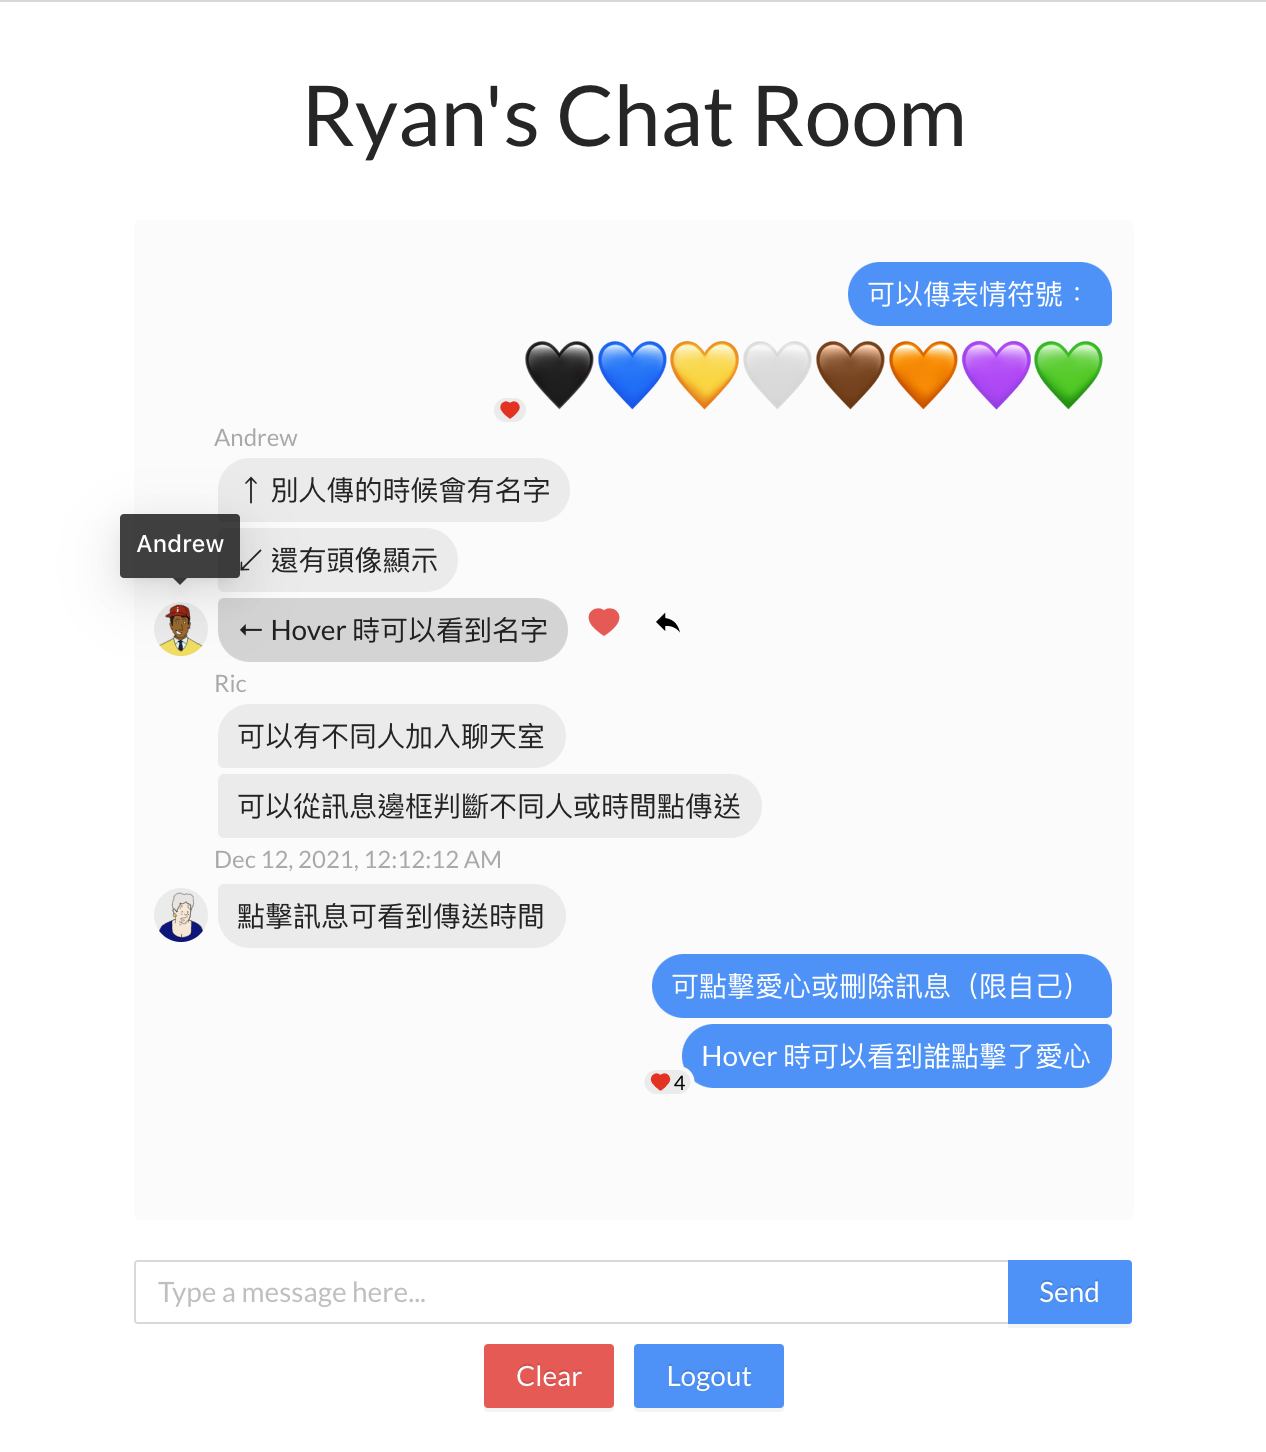 Ryan's Chat Room
可以傳表情符號：
🖤💙💛🤍🤎🧡💜💚
Andrew
↑ 別人傳的時候會有名字
Andrew
↙ 還有頭像顯示
← Hover 時可以看到名字
Ric
可以有不同人加入聊天室
可以從訊息邊框判斷不同人或時間點傳送
Dec 12, 2021, 12:12:12 AM
點擊訊息可看到傳送時間
可點擊愛心或刪除訊息（限自己）
Hover 時可以看到誰點擊了愛心
4
Type a message here...
Send
Clear
Logout